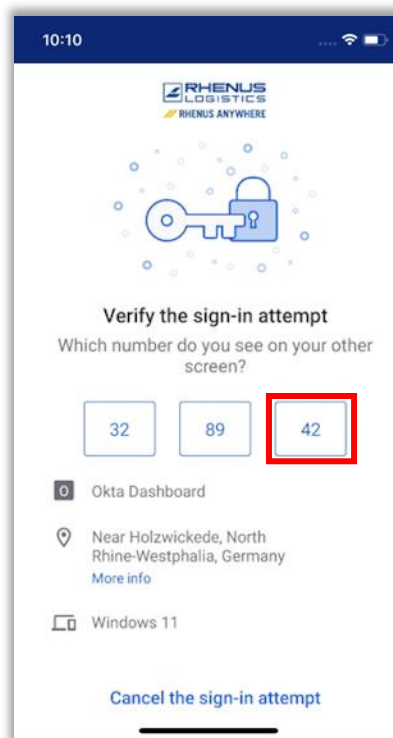 10:10
RHENUS
LOGISTICS
RHENUS ANYWHERE
Verify the sign-in attempt
Which number do you see on your other
screen?
32 89 42
O Okta Dashboard
Near Holzwickede, North
Rhine-Westphalia, Germany
More info
Windows 11
Cancel the sign-in attempt